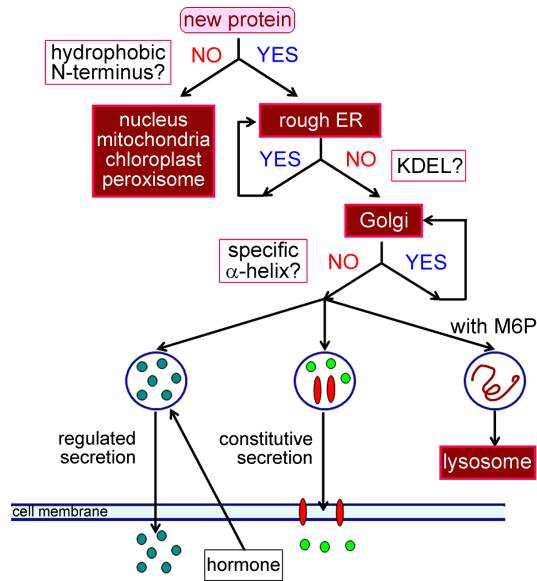 new protein
hydrophobic
N-terminus?
NO
YES
nucleus
mitochondria
chloroplast
peroxisome
rough ER
YES
NO
KDEL?
Golgi
specific
α-helix?
NO
YES
with M6P
regulated
secretion
constitutive
secretion
lysosome
cell membrane
hormone